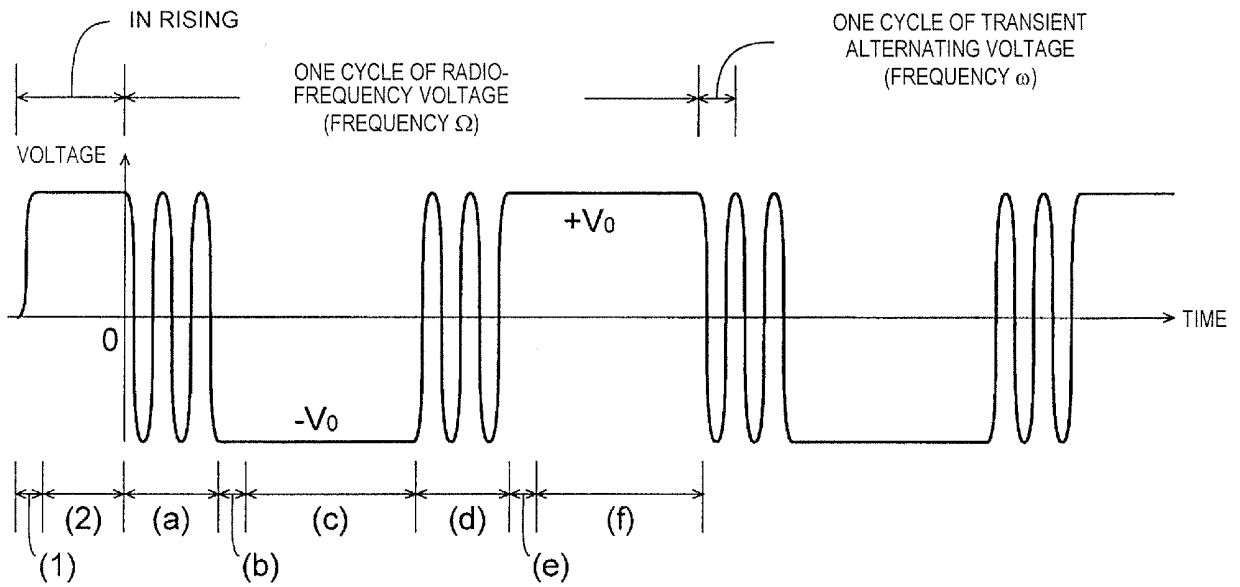 IN RISING
ONE CYCLE OF RADIO-
FREQUENCY VOLTAGE
(FREQUENCY Ω)
ONE CYCLE OF TRANSIENT
ALTERNATING VOLTAGE
(FREQUENCY ω)
VOLTAGE
+V0
0
TIME
-V0
(2)
(a)
(c)
(d)
(f)
(1)
(b)
(e)